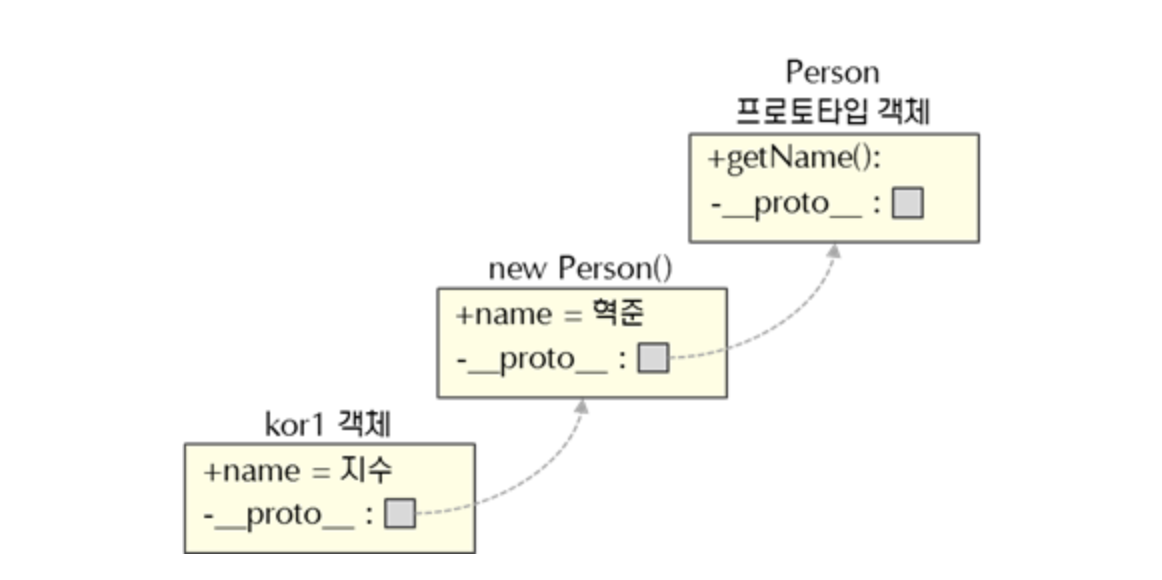 Person
프로토타입 객체
+getName():
-__proto__ :
new Person()
+name = 혁준
-__proto__ :
kor1 객체
+name = 지수
-__proto__ :